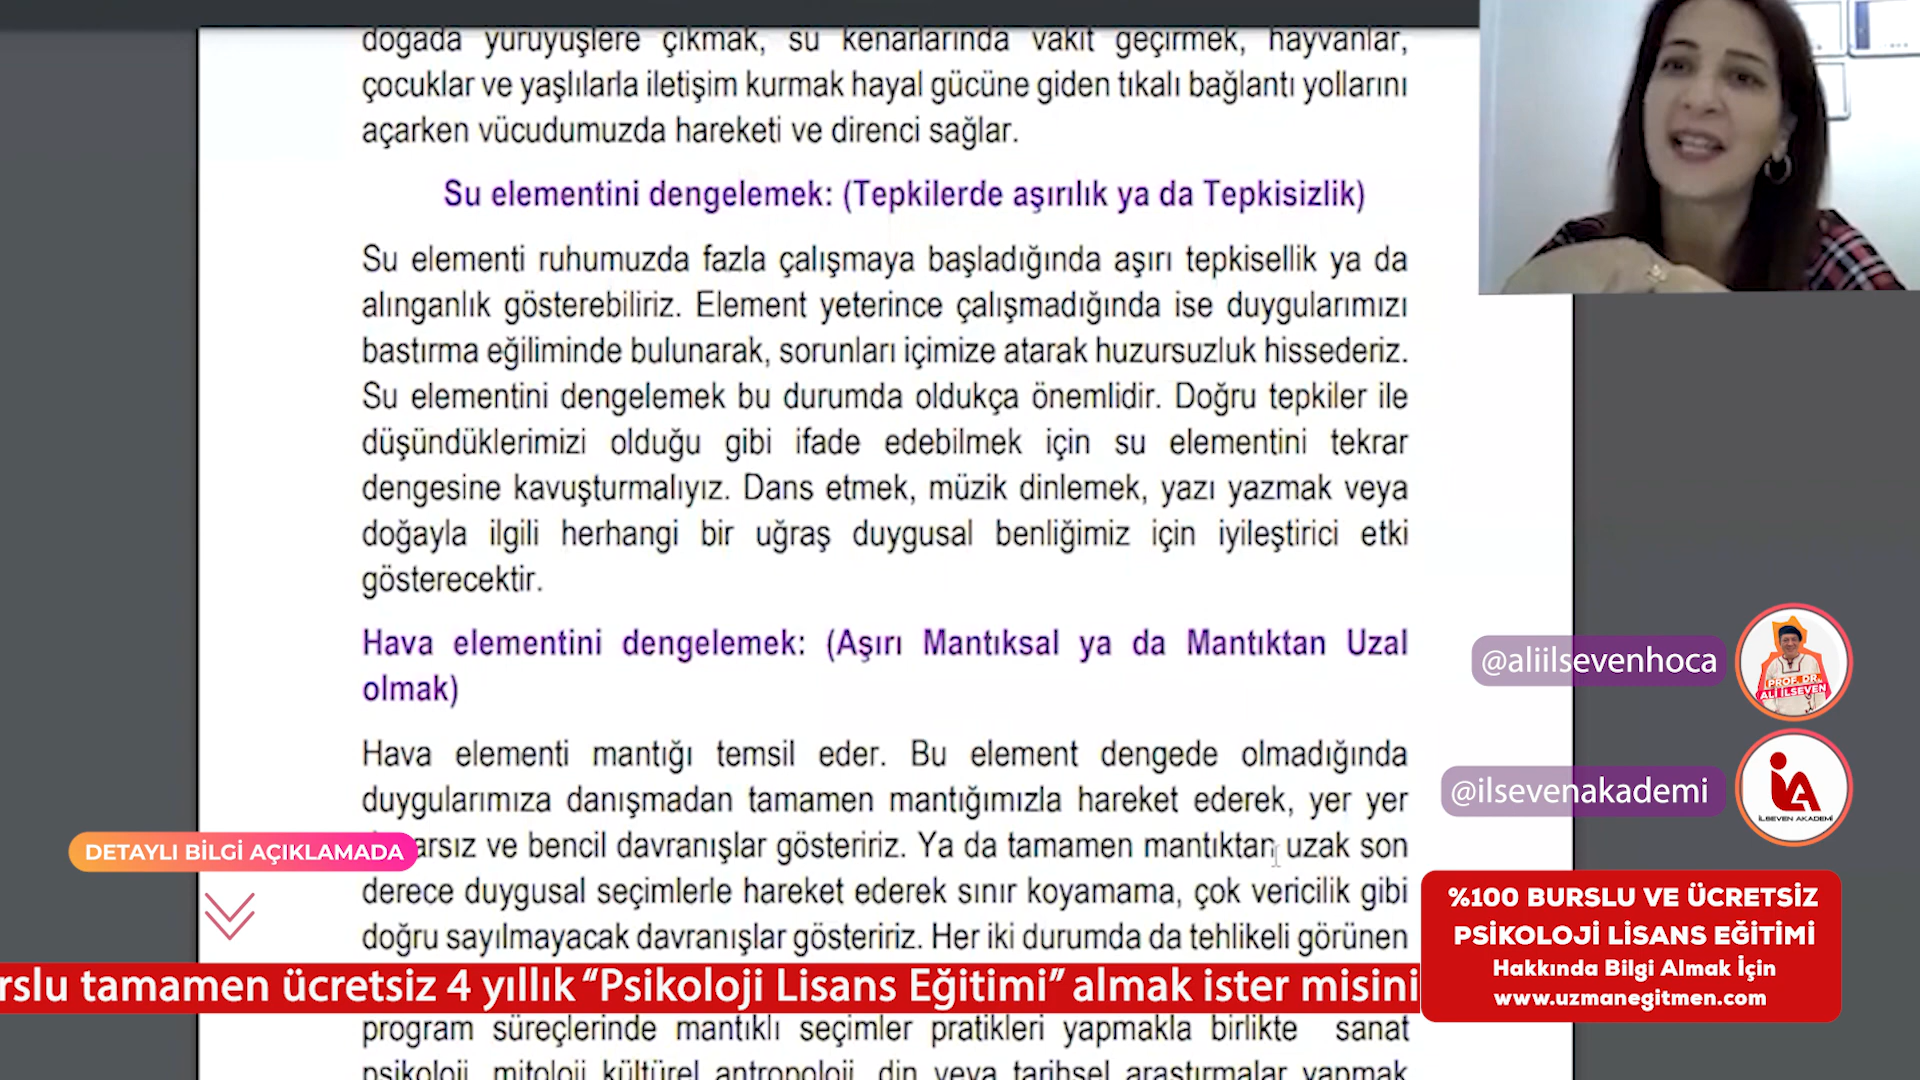 doğada yürüyüşlere çıkmak, su kenarlarında vakit geçirmek, hayvanlar,
çocuklar ve yaşlılarla iletişim kurmak hayal gücüne giden tıkalı bağlantı yollarını
açarken vücudumuzda hareketi ve direnci sağlar.
Su elementini dengelemek: (Tepkilerde aşırılık ya da Tepkisizlik)
Su elementi ruhumuzda fazla çalışmaya başladığında aşırı tepkisellik ya da
alınganlık gösterebiliriz. Element yeterince çalışmadığında ise duygularımızı
bastırma eğiliminde bulunarak, sorunları içimize atarak huzursuzluk hissederiz.
Su elementini dengelemek bu durumda oldukça önemlidir. Doğru tepkiler ile
düşündüklerimizi olduğu gibi ifade edebilmek için su elementini tekrar
dengesine kavuşturmalıyız. Dans etmek, müzik dinlemek, yazı yazmak veya
doğayla ilgili herhangi bir uğraş duygusal benliğimiz için iyileştirici etki
gösterecektir.
Hava elementini dengelemek: (Aşırı Mantıksal ya da Mantıktan Uzal
olmak)
Hava elementi mantığı temsil eder. Bu element dengede olmadığında
duygularımıza danışmadan tamamen mantığımızla hareket ederek, yer yer
arsız ve bencil davranışlar gösteririz. Ya da tamamen mantıktan uzak son
derece duygusal seçimlerle hareket ederek sınır koyamama, çok vericilik gibi
doğru sayılmayacak davranışlar gösteririz. Her iki durumda da tehlikeli görünen
program süreçlerinde mantıklı seçimler pratikleri yapmakla birlikte sanat
psikoloji, mitoloji kültürel antropoloji, din veya tarihsel araştırmalar yapmak
@aliilsevenhoca
PROF. DR.
ALİ İLSEVEN
@ilsevenakademi
İLSEVEN AKADEMİ
DETAYLI BİLGİ AÇIKLAMADA
%100 BURSLU VE ÜCRETSİZ
PSİKOLOJİ LİSANS EĞİTİMİ
Hakkında Bilgi Almak İçin
www.uzmanegitmen.com
rslu tamamen ücretsiz 4 yıllık “Psikoloji Lisans Eğitimi” almak ister misini